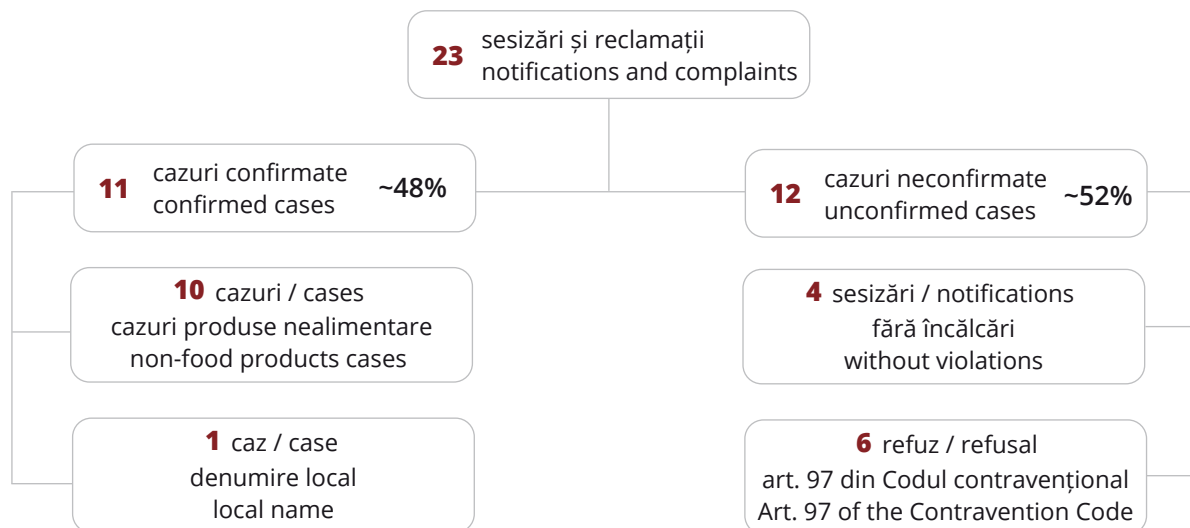 23 sesizări și reclamații
notifications and complaints
11 cazuri confirmate ~48%
confirmed cases
12 cazuri neconfirmate ~52%
unconfirmed cases
10 cazuri / cases
cazuri produse nealimentare
non-food products cases
4 sesizări / notifications
fără încălcări
without violations
1 caz / case
denumire local
local name
6 refuz / refusal
art. 97 din Codul contravențional
Art. 97 of the Contravention Code